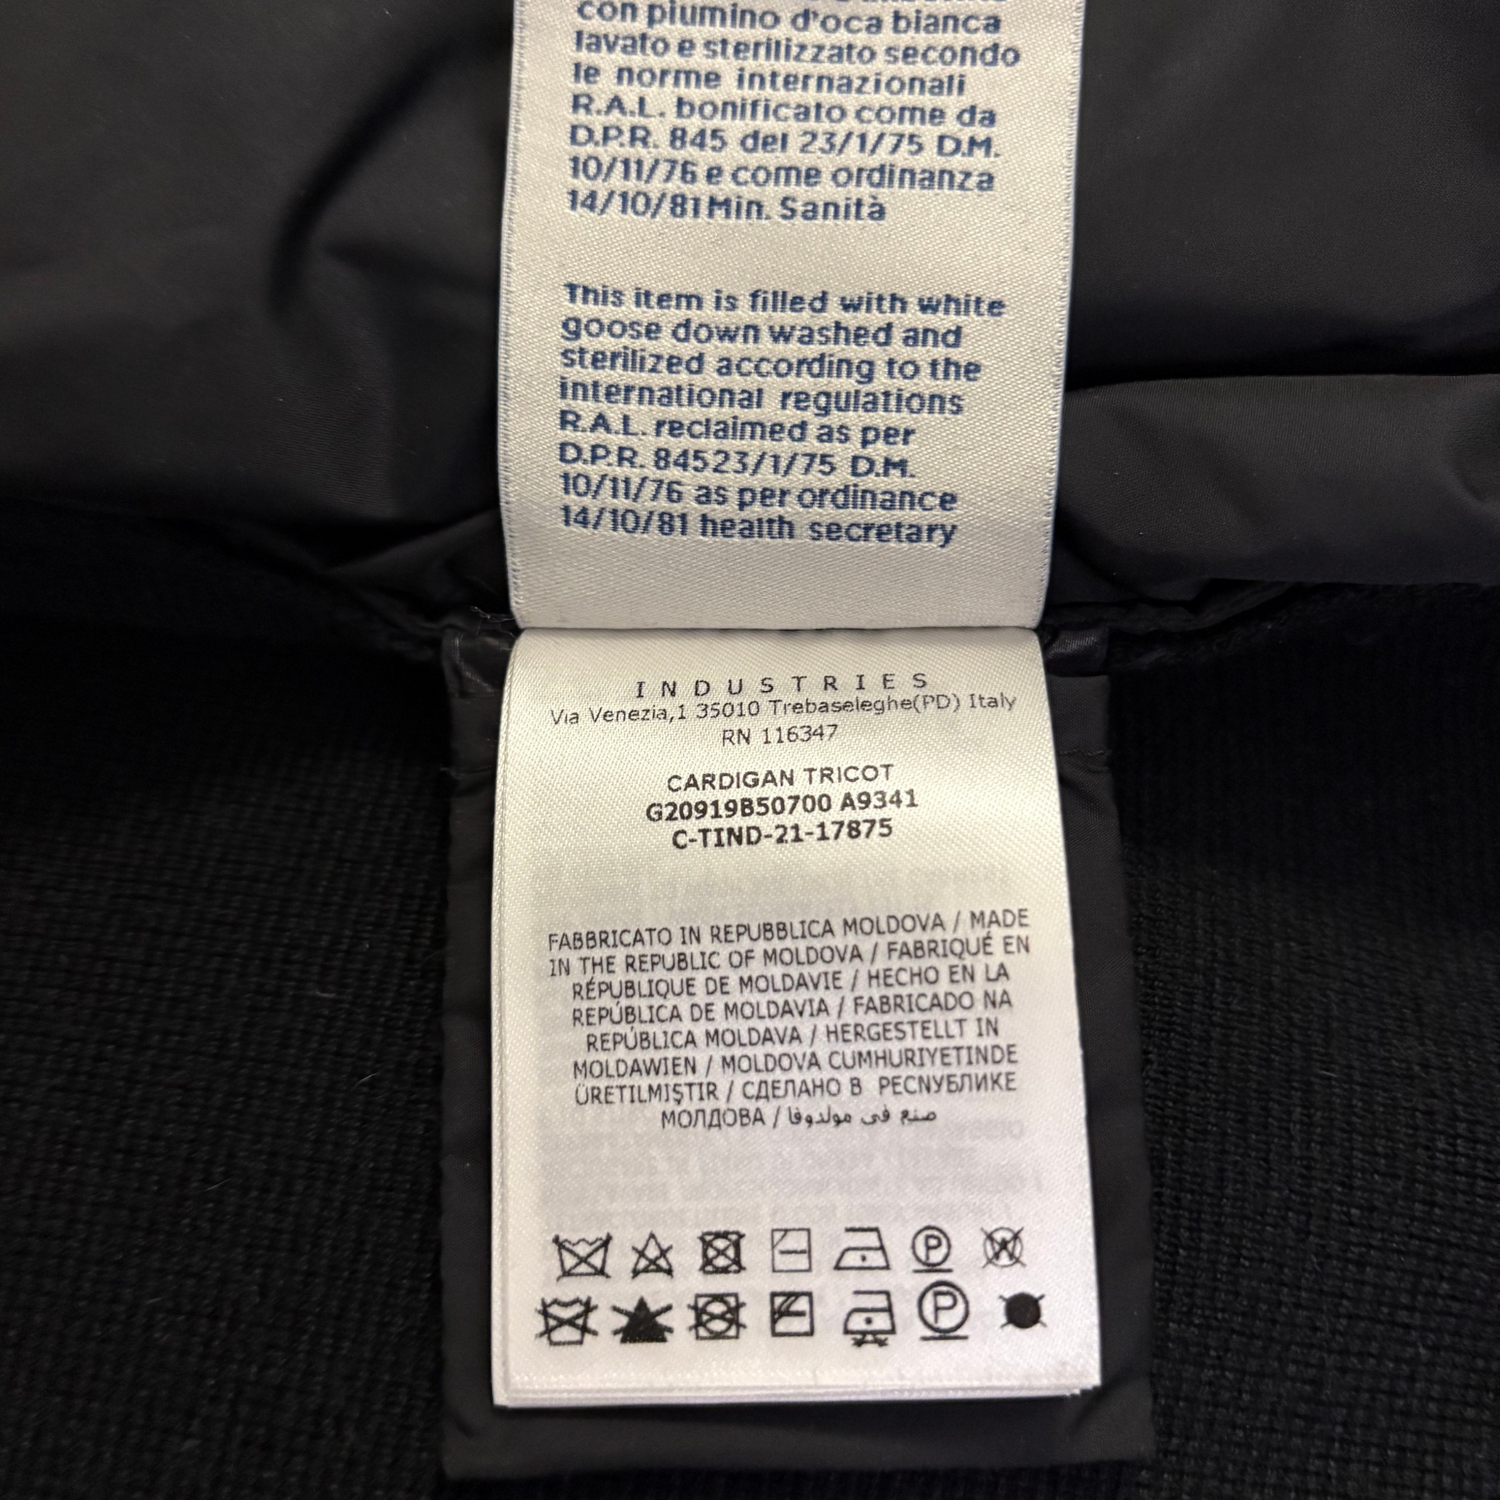 con piumino d'oca bianca
lavato e sterilizzato secondo
le norme internazionali
R.A.L. bonificato come da
D.P.R. 845 del 23/1/75 D.M.
10/11/76 e come ordinanza
14/10/81 Min. Sanità
This item is filled with white
goose down washed and
sterilized according to the
international regulations
R.A.L. reclaimed as per
D.P.R. 84523/1/75 D.M.
10/11/76 as per ordinance
14/10/81 health secretary
INDUSTRIES
Via Venezia,1 35010 Trebaseleghe(PD) Italy
RN 116347
CARDIGAN TRICOT
G20919B50700 A9341
C-TIND-21-17875
FABBRICATO IN REPUBBLICA MOLDOVA / MADE
IN THE REPUBLIC OF MOLDOVA / FABRIQUÉ EN
RÉPUBLIQUE DE MOLDAVIE / HECHO EN LA
REPÚBLICA DE MOLDAVIA / FABRICADO NA
REPÚBLICA MOLDAVA / HERGESTELLT IN
MOLDAWIEN / MOLDOVA CUMHURIYETINDE
ÜRETILMIŞTIR / СДЕЛАНО В РЕСПУБЛИКЕ
МОЛДОВА / صنع في مولدوفا
P W
P